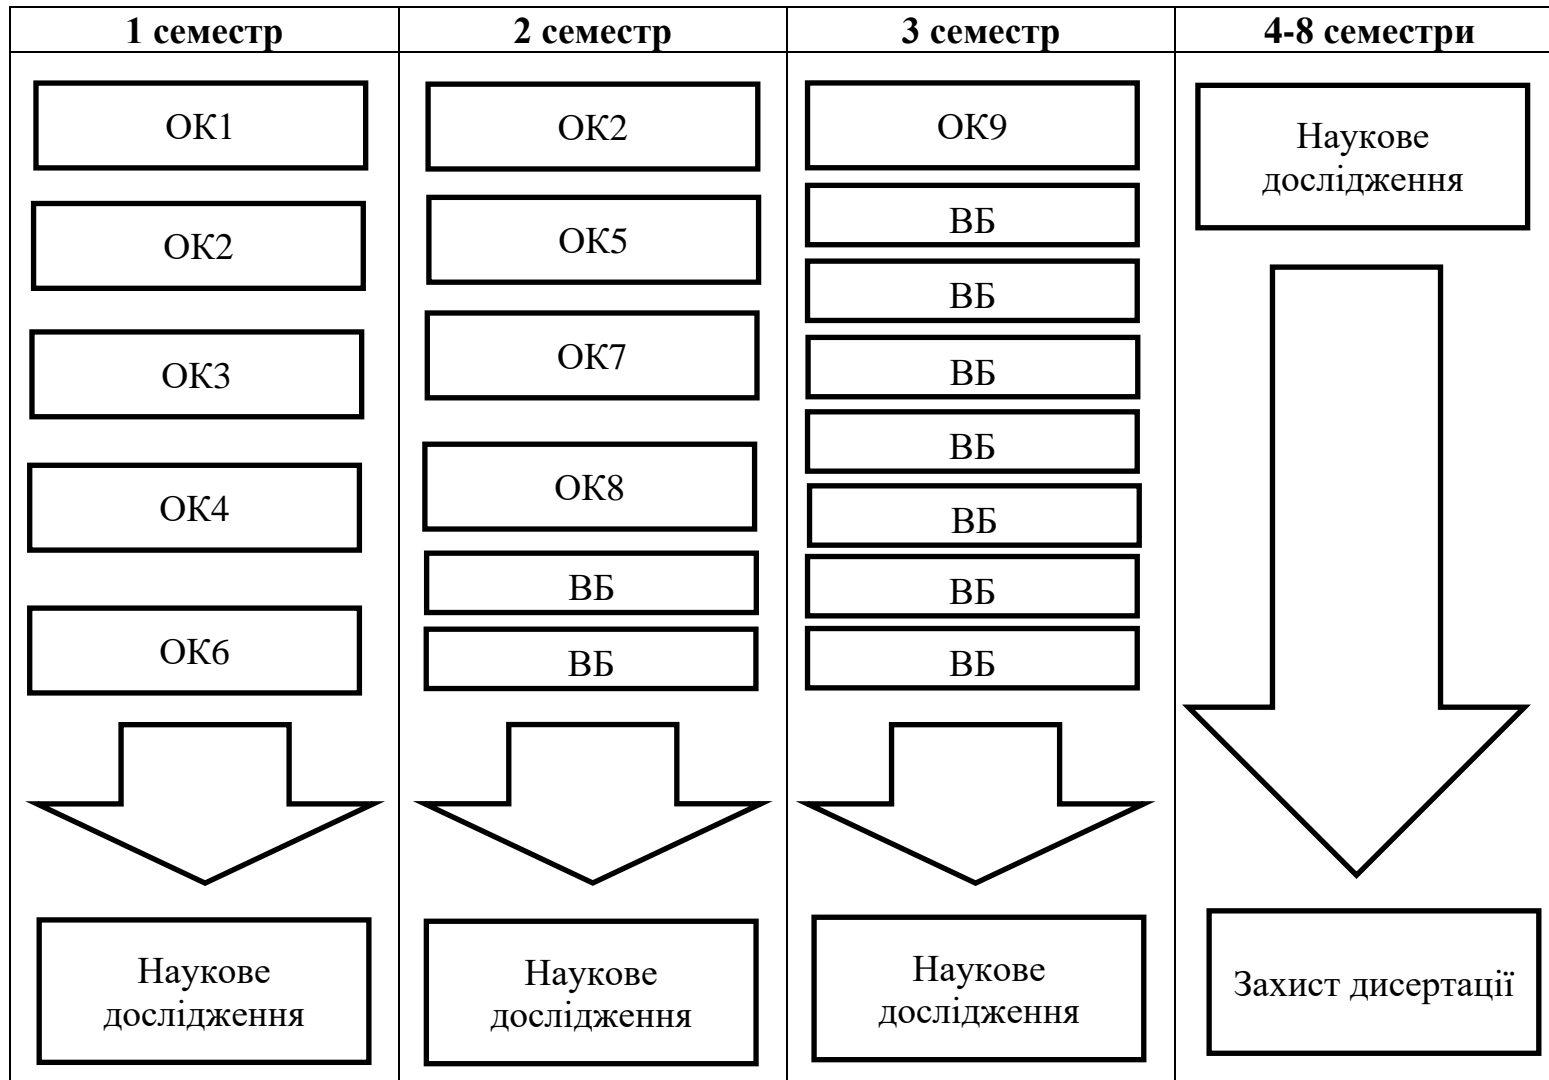 1 семестр
2 семестр
3 семестр
4-8 семестри
ОК1
ОК2
ОК3
ОК4
ОК6
Наукове
дослідження
ОК2
ОК5
ОК7
ОК8
ВБ
ВБ
Наукове
дослідження
ОК9
ВБ
ВБ
ВБ
ВБ
ВБ
ВБ
ВБ
Наукове
дослідження
Наукове
дослідження
Захист дисертації